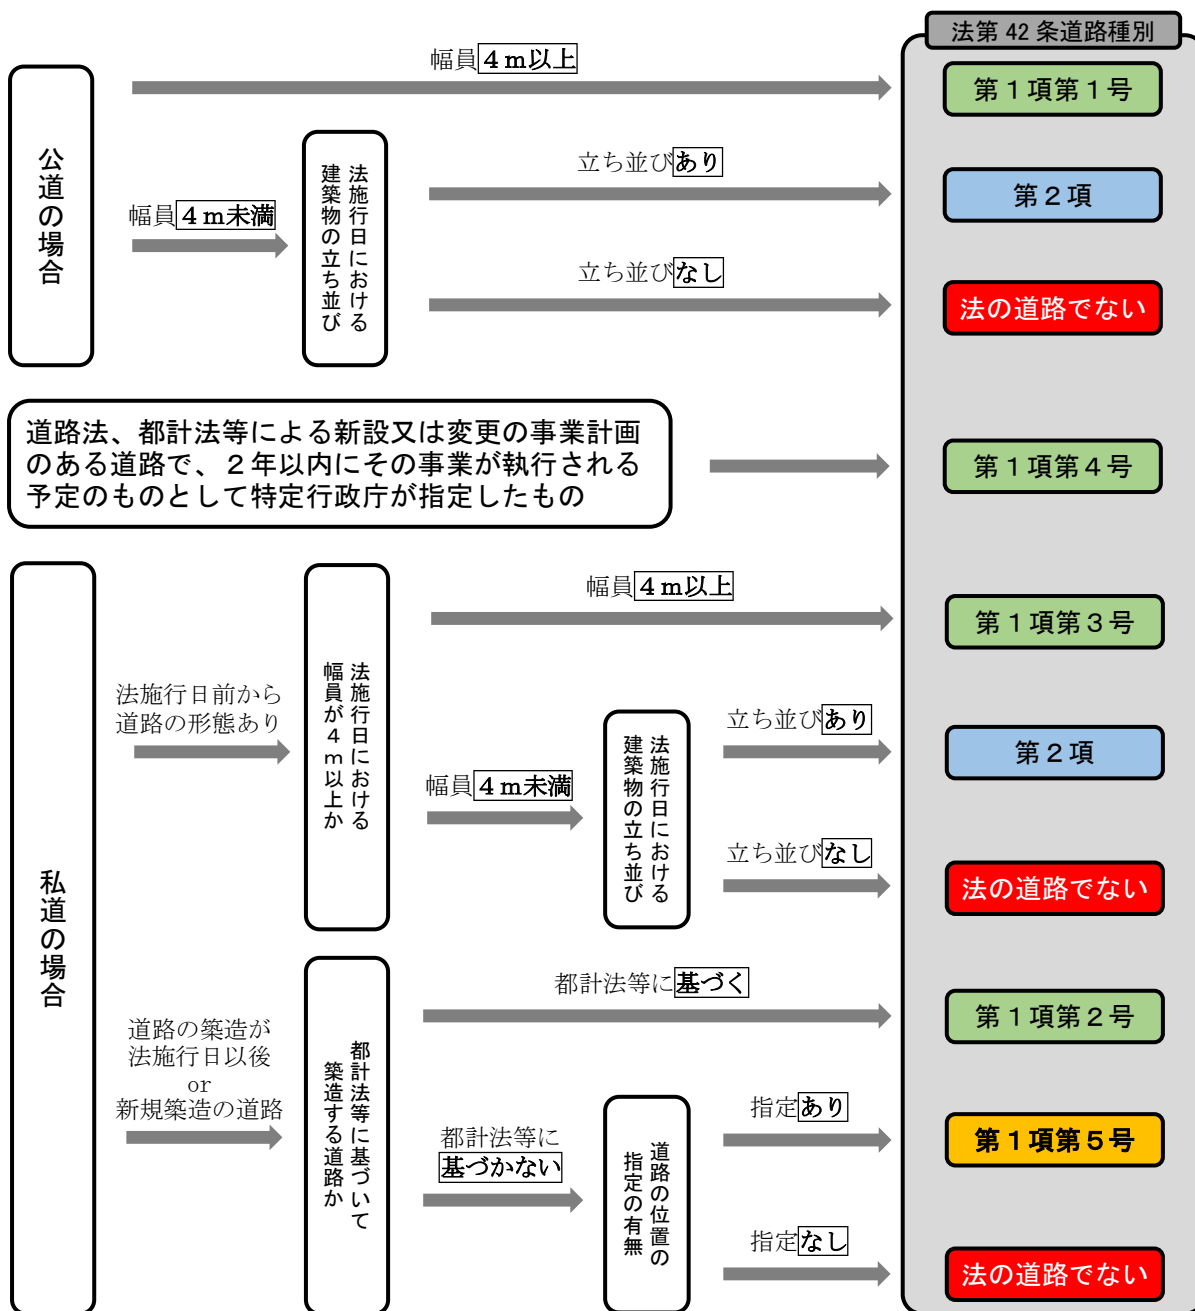 法第 42 条道路種別
幅員４ｍ以上
第１項第１号
公道の場合
幅員４ｍ未満
法施行日における
建築物の立ち並び
立ち並びあり
第２項
立ち並びなし
法の道路でない
道路法、都計法等による新設又は変更の事業計画
のある道路で、２年以内にその事業が執行される
予定のものとして特定行政庁が指定したもの
第１項第４号
私道の場合
法施行日前から
道路の形態あり
法施行日における
幅員が４ｍ以上か
幅員４ｍ以上
第１項第３号
幅員４ｍ未満
法施行日における
建築物の立ち並び
立ち並びあり
第２項
立ち並びなし
法の道路でない
道路の築造が
法施行日以後
or
新規築造の道路
都計法等に基づいて
築造する道路か
都計法等に基づく
第１項第２号
都計法等に
基づかない
道路の位置の
指定の有無
指定あり
第１項第５号
指定なし
法の道路でない